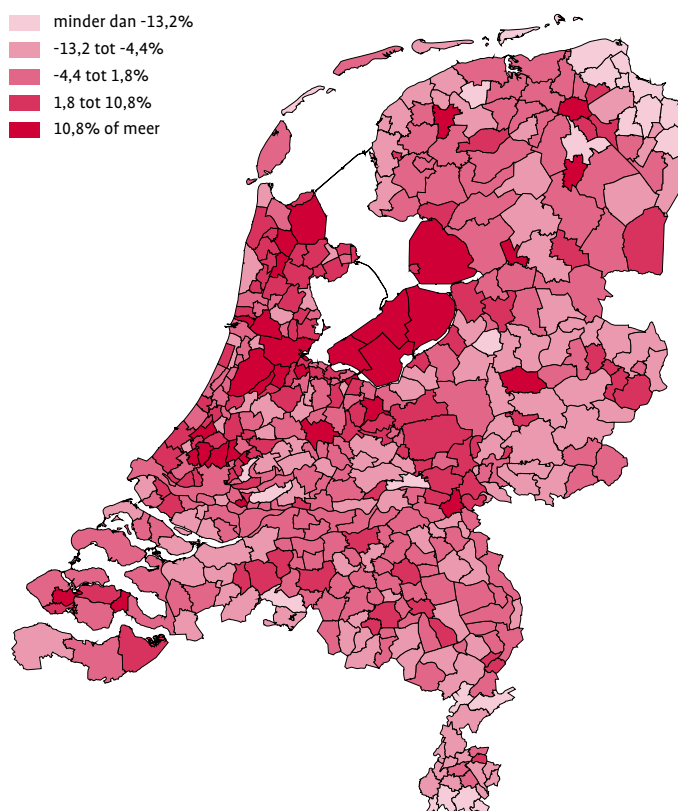 minder dan -13,2%
-13,2 tot -4,4%
-4,4 tot 1,8%
1,8 tot 10,8%
10,8% of meer